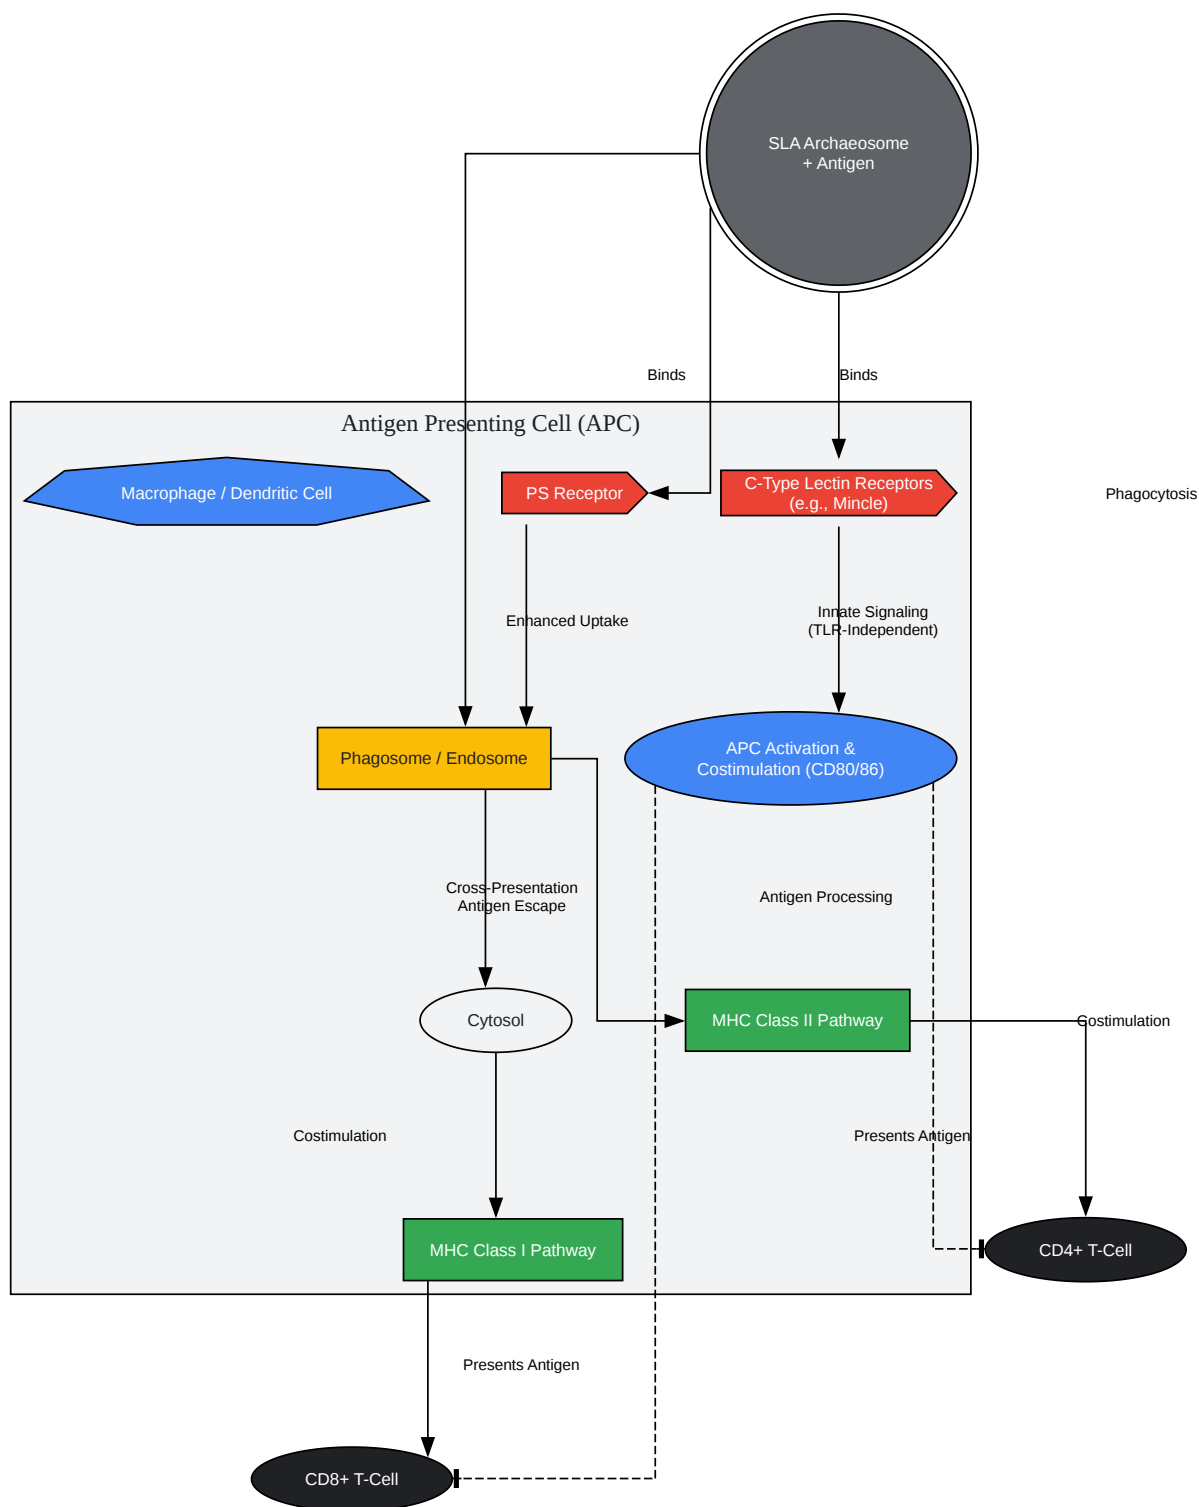 SLA Archaeosome
+ Antigen
Binds
Binds
Antigen Presenting Cell (APC)
Macrophage / Dendritic Cell
PS Receptor
C-Type Lectin Receptors
(e.g., Mincle)
Phagocytosis
Enhanced Uptake
Innate Signaling
(TLR-Independent)
Phagosome / Endosome
APC Activation &
Costimulation (CD80/86)
Cross-Presentation
Antigen Escape
Antigen Processing
Cytosol
MHC Class II Pathway
Costimulation
Costimulation
Presents Antigen
MHC Class I Pathway
CD4+ T-Cell
Presents Antigen
CD8+ T-Cell